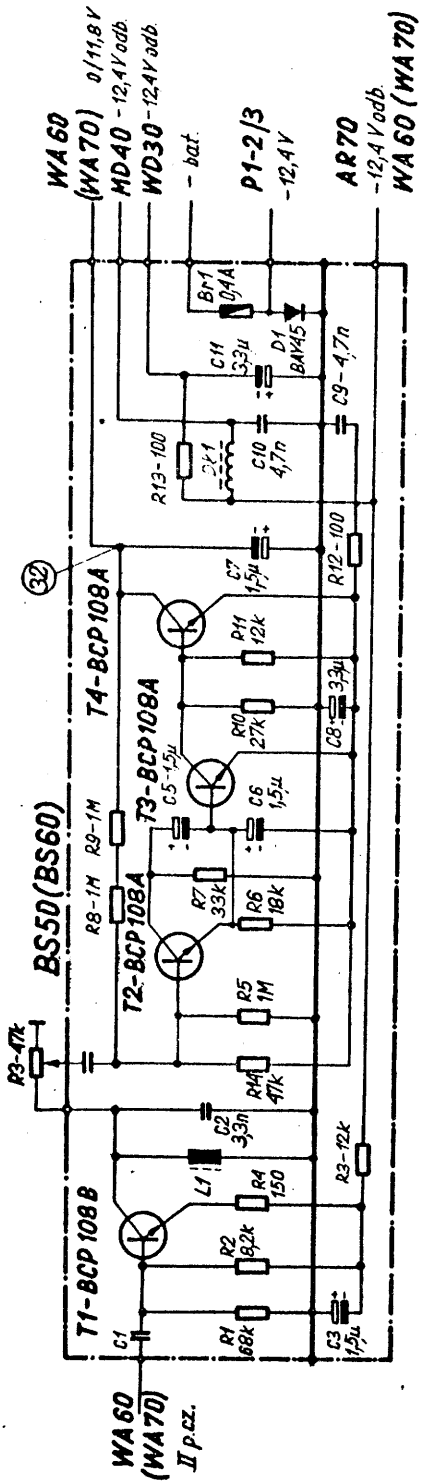 BS50 (BS60)
WA60
(WA70)
II p.cz.
T1-BCP 108 B
C1
R1
68k
R2
8,2k
R4
150
C3
1,5µ
L1
C2
3,3n
R3-12k
R3-47k
R14
47k
R5
1M
T2-BCP108A
R8-1M
R9-1M
R7
33k
R6
18k
C5-1,5µ
C6
1,5µ
T3-BCP108A
R10
27k
R11
12k
C8
3,3µ
T4-BCP108A
32
C7
1,5µ
R12-100
R13-100
Dł1
C10
4,7n
C9-4,7n
C11
3,3µ
D1
BAY45
Br1
0,4A
WA 60
(WA70) 0/11,8V
MD40 -12,4V odb.
WD30 -12,4V odb.
- bat.
P1-2/3
-12,4V
AR70
-12,4V odb.
WA60 (WA70)